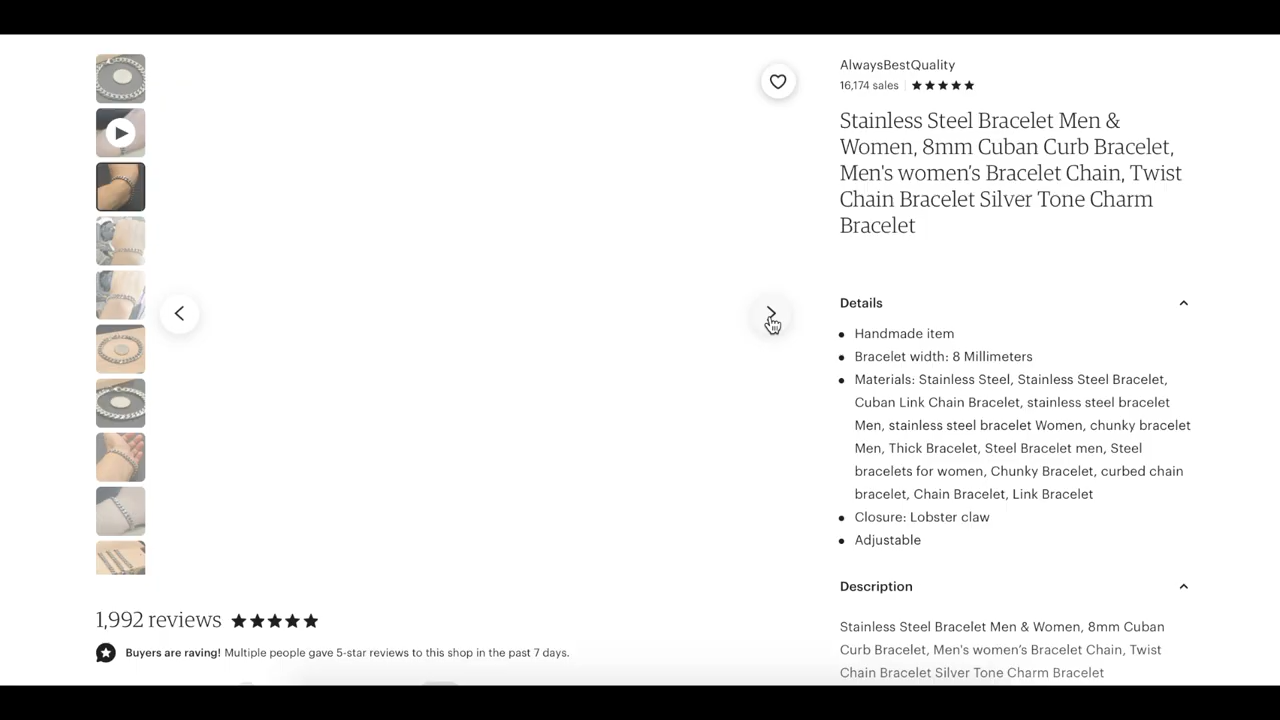 AlwaysBestQuality
16,174 sales
Stainless Steel Bracelet Men &
Women, 8mm Cuban Curb Bracelet,
Men's women’s Bracelet Chain, Twist
Chain Bracelet Silver Tone Charm
Bracelet
Details
Handmade item
Bracelet width: 8 Millimeters
Materials: Stainless Steel, Stainless Steel Bracelet,
Cuban Link Chain Bracelet, stainless steel bracelet
Men, stainless steel bracelet Women, chunky bracelet
Men, Thick Bracelet, Steel Bracelet men, Steel
bracelets for women, Chunky Bracelet, curbed chain
bracelet, Chain Bracelet, Link Bracelet
Closure: Lobster claw
Adjustable
Description
Stainless Steel Bracelet Men & Women, 8mm Cuban
Curb Bracelet, Men's women’s Bracelet Chain, Twist
Chain Bracelet Silver Tone Charm Bracelet
1,992 reviews
Buyers are raving! Multiple people gave 5-star reviews to this shop in the past 7 days.